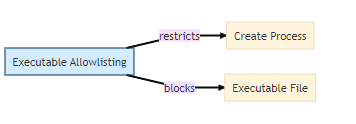 restricts
Create Process
Executable Allowlisting
blocks
Executable File